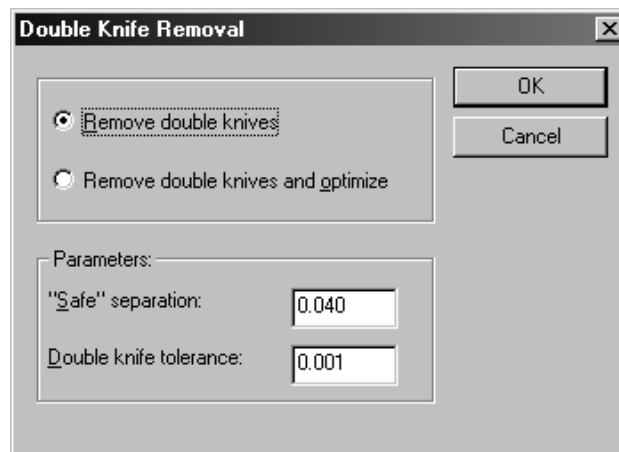 Double Knife Removal
Remove double knives
Remove double knives and optimize
OK
Cancel
Parameters:
"Safe" separation:
0.040
Double knife tolerance:
0.001